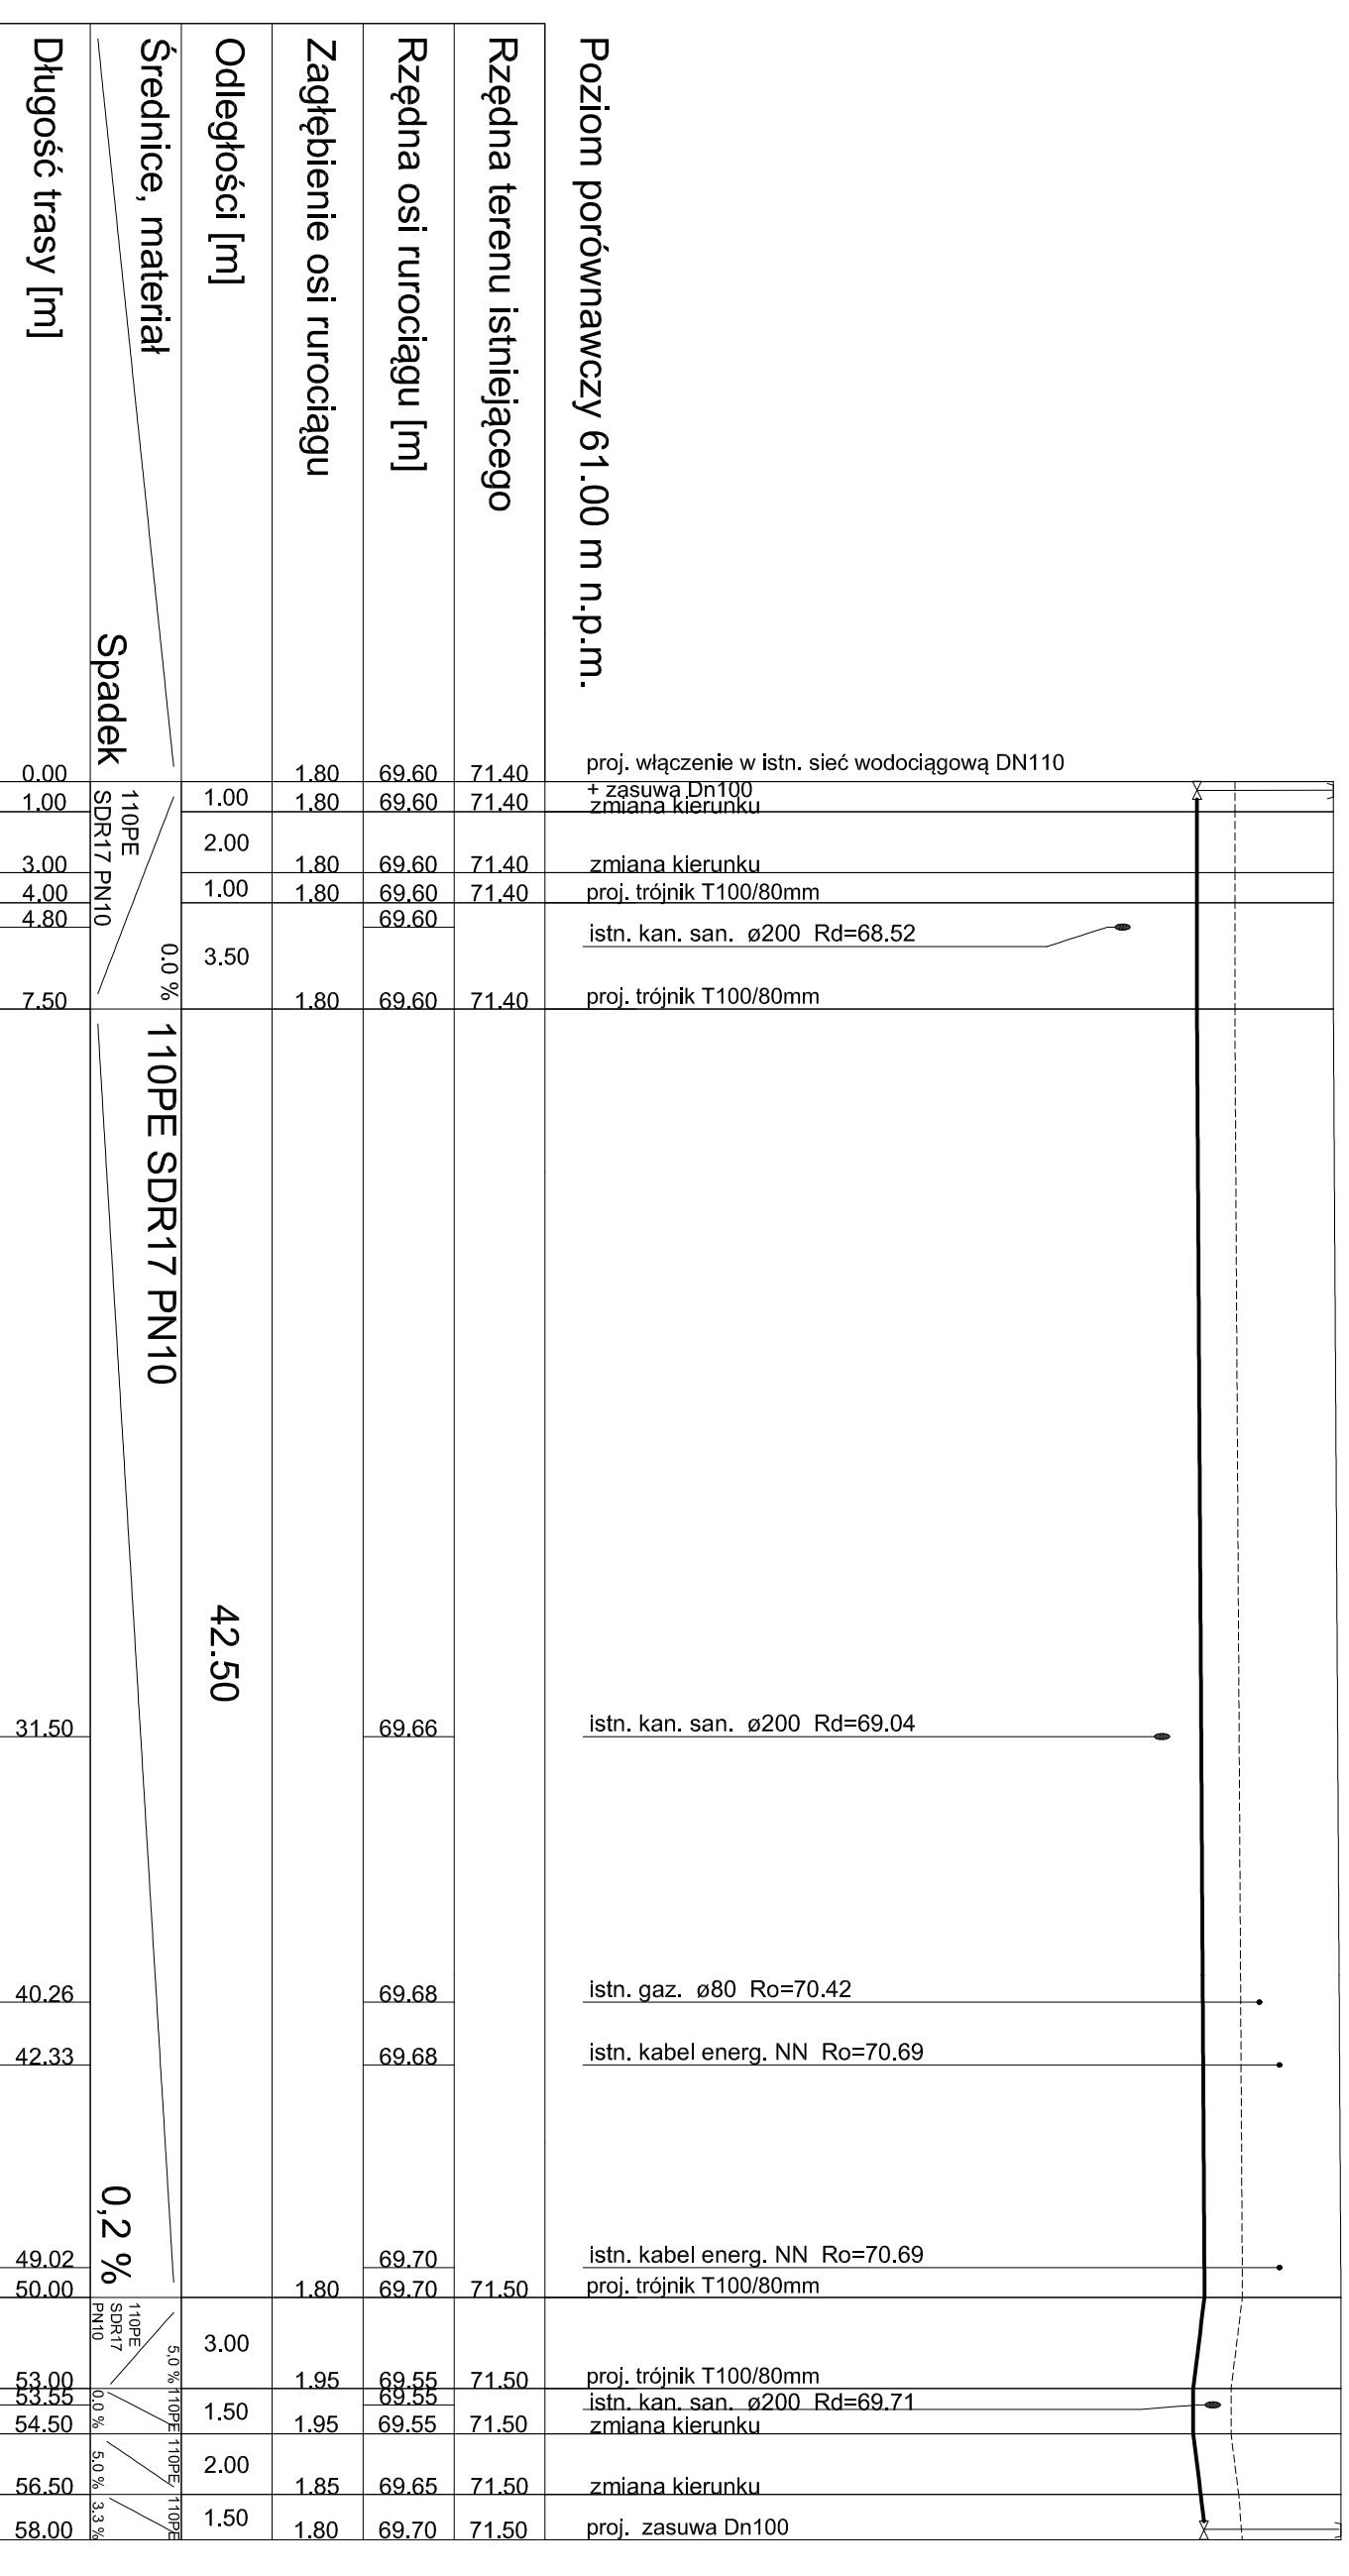 Poziom porównawczy 61.00 m n.p.m.
Rzędna terenu istniejącego
Rzędna osi rurociągu [m]
Zagłębienie osi rurociągu
Odległości [m]
Średnice, materiał
Spadek
Długość trasy [m]
proj. włączenie w istn. sieć wodociągową DN110
+ zasuwa Dn100
zmiana kierunku
zmiana kierunku
proj. trójnik T100/80mm
istn. kan. san. ø200 Rd=68.52
proj. trójnik T100/80mm
istn. kan. san. ø200 Rd=69.04
istn. gaz. ø80 Ro=70.42
istn. kabel energ. NN Ro=70.69
istn. kabel energ. NN Ro=70.69
proj. trójnik T100/80mm
proj. trójnik T100/80mm
istn. kan. san. ø200 Rd=69.71
zmiana kierunku
zmiana kierunku
proj. zasuwa Dn100
71.40 71.40 71.40 71.40 71.40 71.50 71.50 71.50 71.50 71.50
69.60 69.60 69.60 69.60 69.60 69.60 69.66 69.68 69.68 69.70 69.70 69.55 69.55 69.55 69.65 69.70
1.80 1.80 1.80 1.80 1.80 1.80 1.95 1.95 1.85 1.80
1.00 2.00 1.00 3.50 42.50 3.00 1.50 2.00 1.50
110PE
SDR17 PN10
0.0 %
110PE SDR17 PN10
0,2 %
110PE
SDR17
PN10
5,0 %
110PE
0.0 %
110PE
5.0 %
110PE
3.3 %
0.00 1.00 3.00 4.00 4.80 7.50 31.50 40.26 42.33 49.02 50.00 53.00 53.55 54.50 56.50 58.00